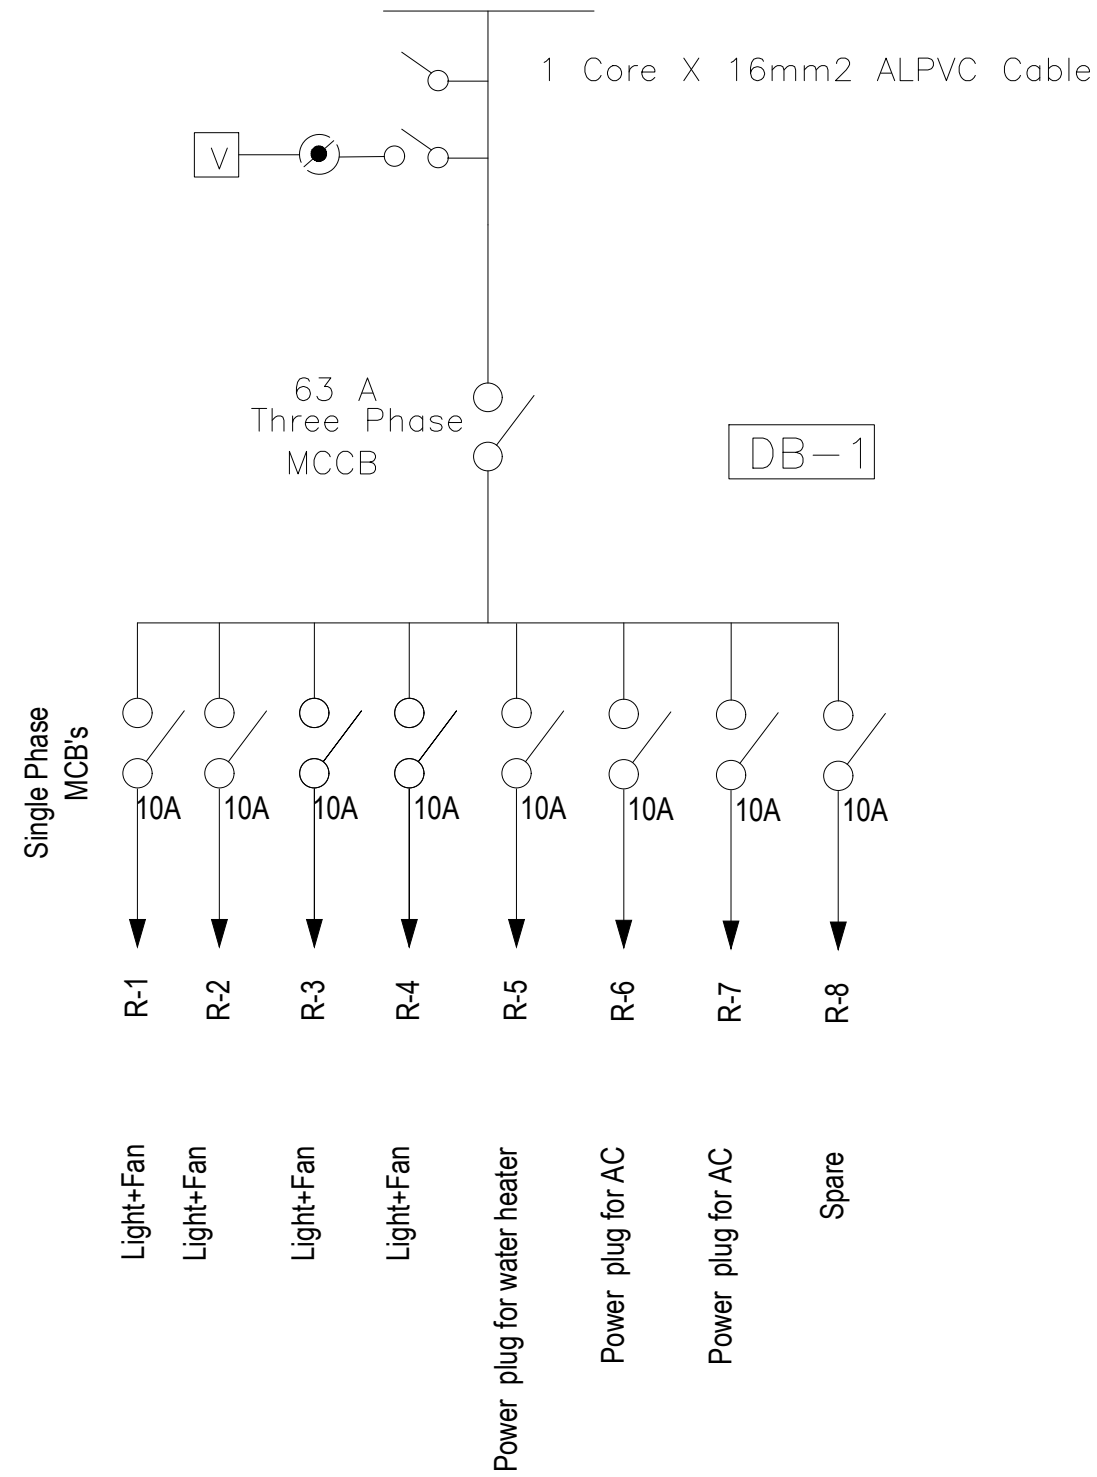 1 Core X 16mm2 ALPVC Cable
V
63 A
Three Phase
MCCB
DB-1
Single Phase
MCB's
10A
10A
10A
10A
10A
10A
10A
10A
R-1
R-2
R-3
R-4
R-5
R-6
R-7
R-8
Light+Fan
Light+Fan
Light+Fan
Light+Fan
Power plug for water heater
Power plug for AC
Power plug for AC
Spare